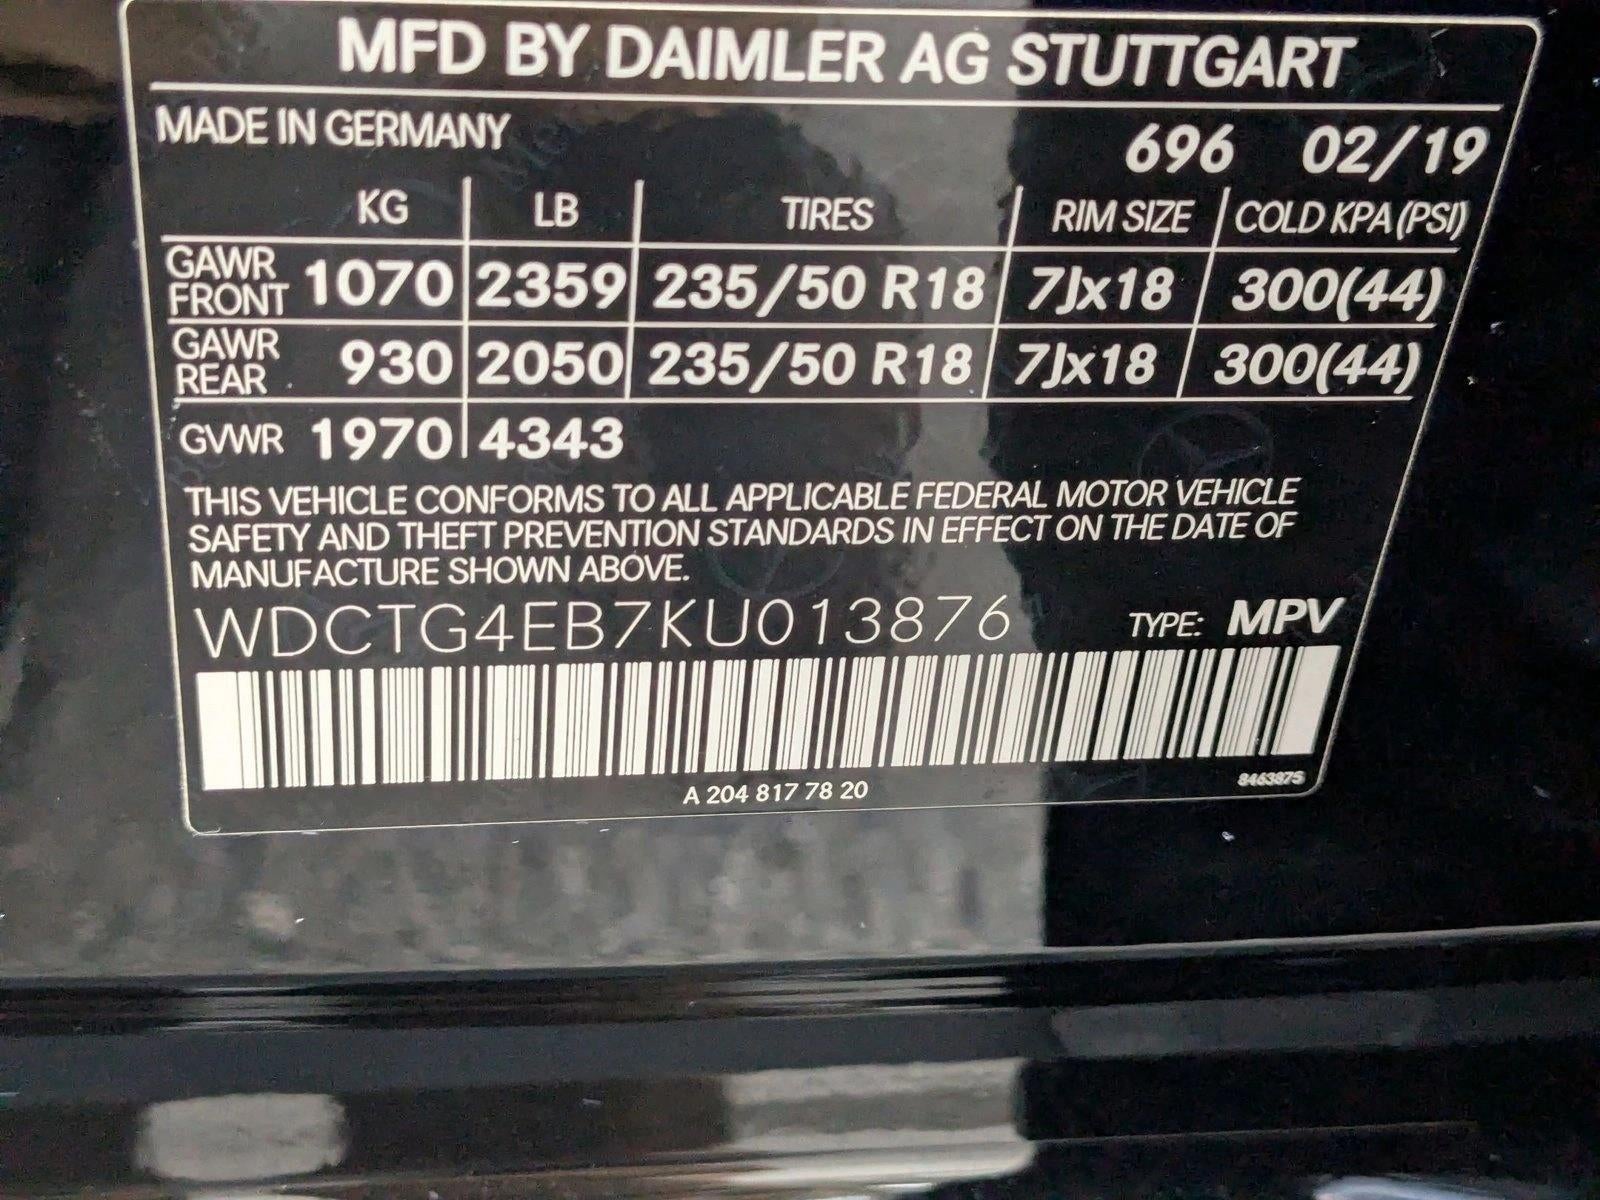 MFD BY DAIMLER AG STUTTGART
MADE IN GERMANY 696 02/19
KG LB TIRES RIM SIZE COLD KPA (PSI)
GAWR FRONT 1070 2359 235/50 R18 7Jx18 300(44)
GAWR REAR 930 2050 235/50 R18 7Jx18 300(44)
GVWR 1970 4343
THIS VEHICLE CONFORMS TO ALL APPLICABLE FEDERAL MOTOR VEHICLE
SAFETY AND THEFT PREVENTION STANDARDS IN EFFECT ON THE DATE OF
MANUFACTURE SHOWN ABOVE.
WDCTG4EB7KU013876 TYPE: MPV
A 204 817 78 20 8463875